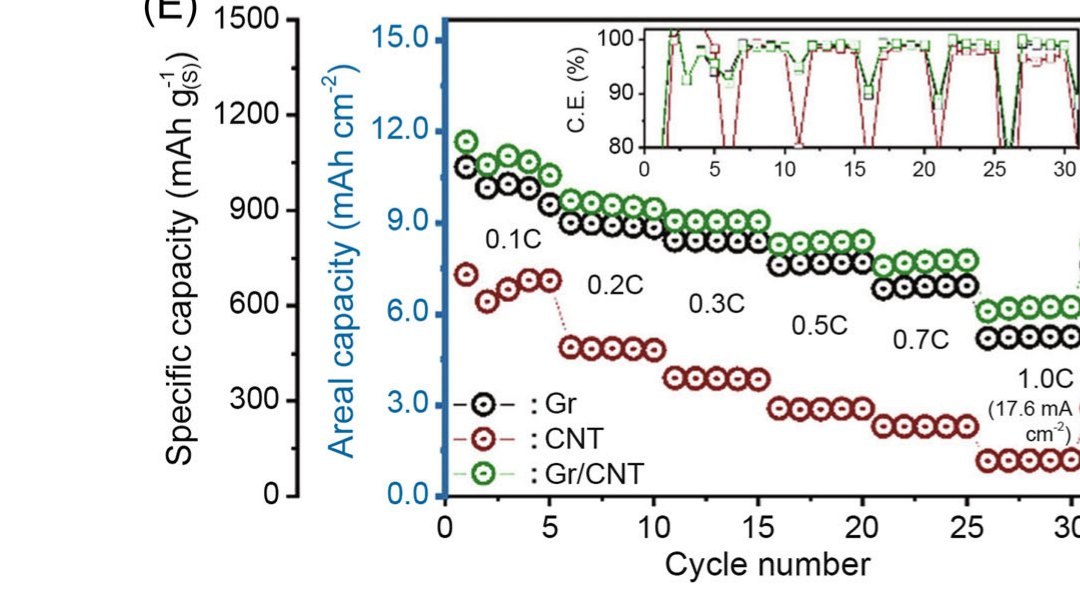 (E)
Specific capacity (mAh g⁻¹(s))
1500
1200
900
600
300
0
Areal capacity (mAh cm⁻²)
15.0
12.0
9.0
6.0
3.0
0.0
C.E. (%)
100
90
80
0 5 10 15 20 25 30
0.1C
0.2C
0.3C
0.5C
0.7C
1.0C
(17.6 mA
cm⁻²)
: Gr
: CNT
: Gr/CNT
0 5 10 15 20 25
Cycle number